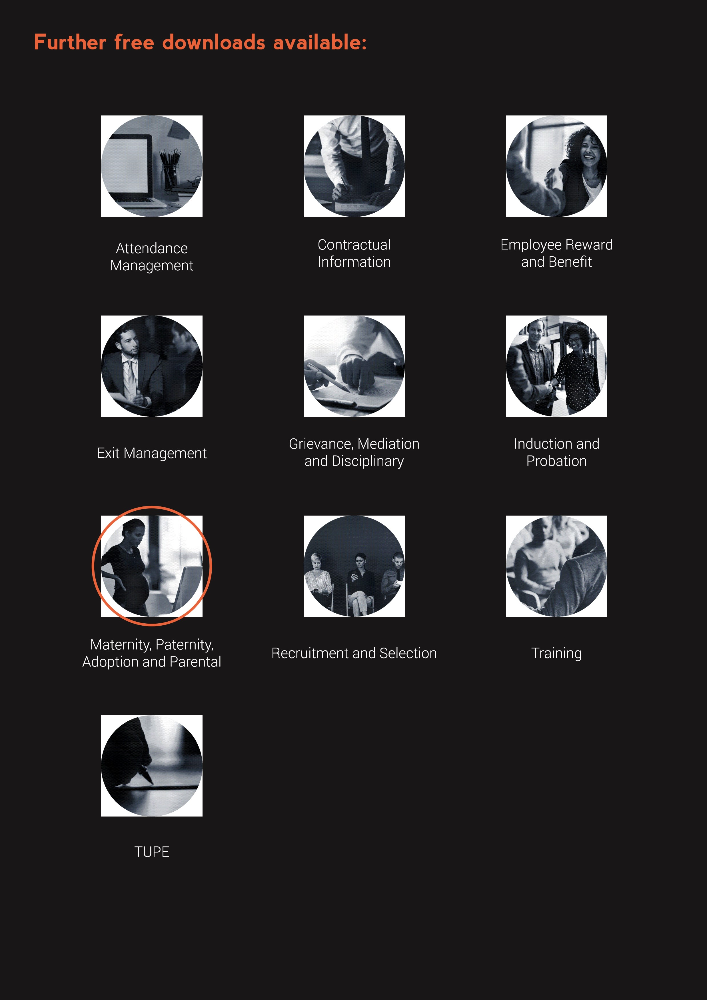 Further free downloads available:
Attendance
Management
Contractual
Information
Employee Reward
and Benefit
Exit Management
Grievance, Mediation
and Disciplinary
Induction and
Probation
Maternity, Paternity,
Adoption and Parental
Recruitment and Selection
Training
TUPE